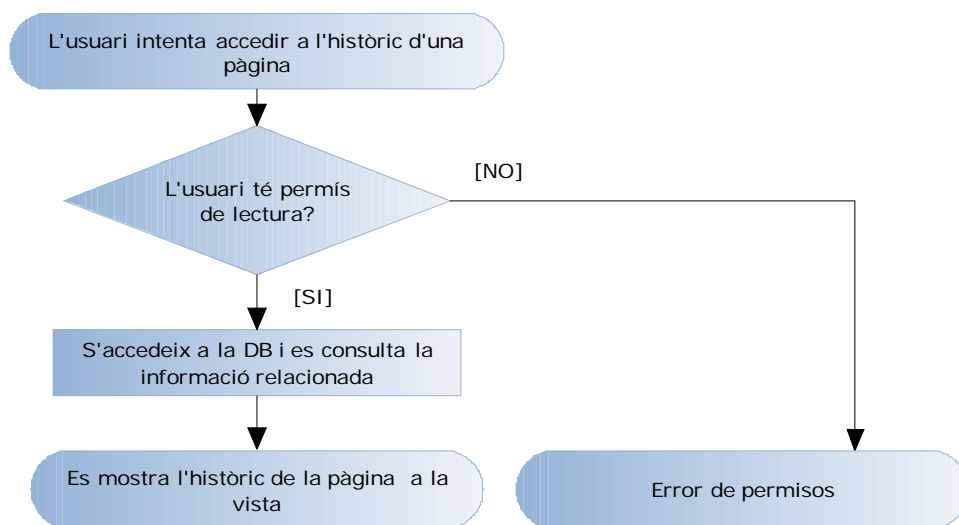 L'usuari intenta accedir a l'històric d'una
pàgina
[NO]
L'usuari té permís
de lectura?
[SI]
S'accedeix a la DB i es consulta la
informació relacionada
Es mostra l'històric de la pàgina a la
vista
Error de permisos